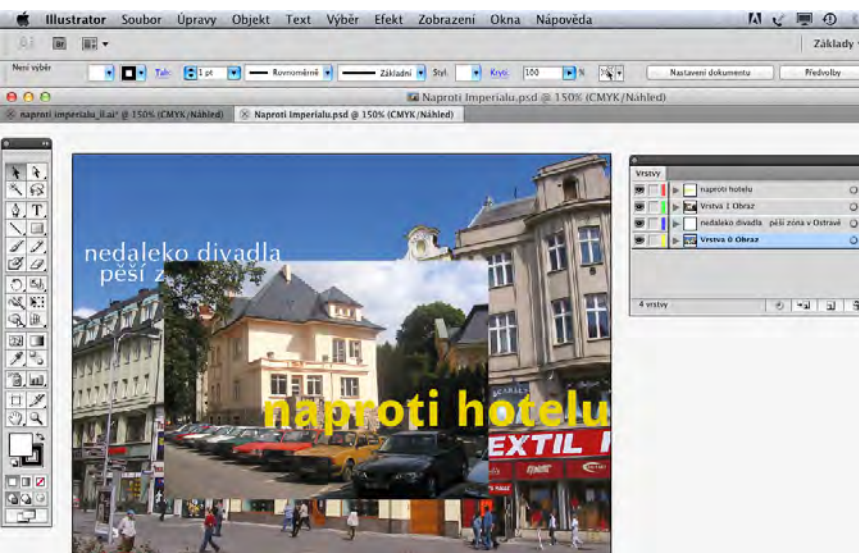 Illustrator Soubor Úpravy Objekt Text Výběr Efekt Zobrazení Okna Nápověda
Br
Základy
Není výběr
Tah: 1 pt Rovnoměrně Základní Styl: Krytí: 100 % Nastavení dokumentu Předvolby
Naproti Imperialu.psd @ 150% (CMYK/Náhled)
naproti imperialu_II.ai* @ 150% (CMYK/Náhled) Naproti Imperialu.psd @ 150% (CMYK/Náhled)
Vrstvy
naproti hotelu
Vrstva 1 Obraz
nedaleko divadla pěší zóna v Ostravě
Vrstva 0 Obraz
4 vrstvy
nedaleko divadla
pěší z
naproti hotelu
EXTIL